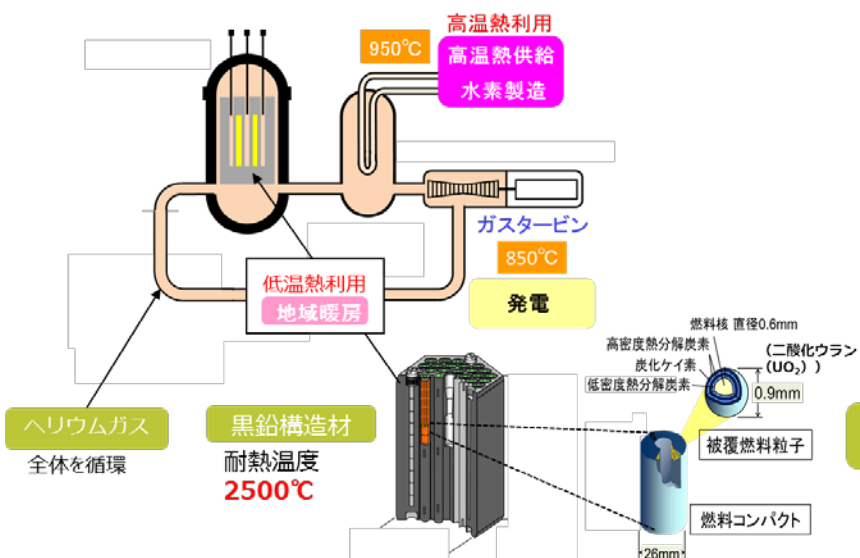 高温熱利用
950℃
高温熱供給
水素製造
ガスタービン
850℃
発電
低温熱利用
地域暖房
ヘリウムガス
全体を循環
黒鉛構造材
耐熱温度
2500℃
燃料核 直径0.6mm
高密度熱分解炭素
炭化ケイ素
低密度熱分解炭素
(二酸化ウラン
(UO₂))
0.9mm
被覆燃料粒子
燃料コンパクト
26mm